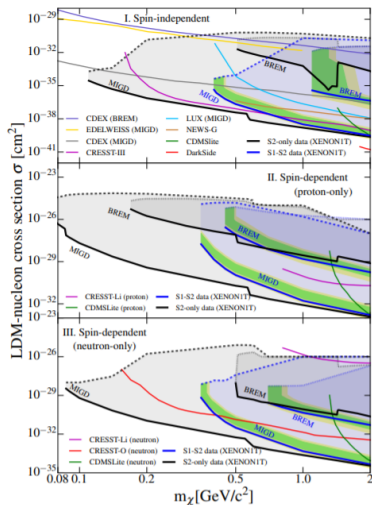 LDM-nucleon cross section σ [cm²]
10⁻²⁹
I. Spin-independent
10⁻³²
BREM
BREM
10⁻³⁵
MIGD
MIGD
10⁻³⁸
CDEX (BREM)
LUX (MIGD)
EDELWEISS (MIGD)
NEWS-G
CDEX (MIGD)
CDMSlite
S2-only data (XENON1T)
CRESST-III
DarkSide
S1-S2 data (XENON1T)
10⁻⁴¹
10⁻²³
II. Spin-dependent
(proton-only)
10⁻²⁶
BREM
BREM
MIGD
MIGD
10⁻²⁹
CRESST-Li (proton)
S1-S2 data (XENON1T)
CDMSLite (proton)
S2-only data (XENON1T)
10⁻³²
10⁻²³
III. Spin-dependent
(neutron-only)
10⁻²⁶
MIGD
MIGD
BREM
BREM
10⁻²⁹
CRESST-Li (neutron)
CRESST-O (neutron)
S1-S2 data (XENON1T)
CDMSLite (neutron)
S2-only data (XENON1T)
10⁻³²
10⁻³⁵
0.08 0.1 0.2 0.5 1.0 2
mχ[GeV/c²]